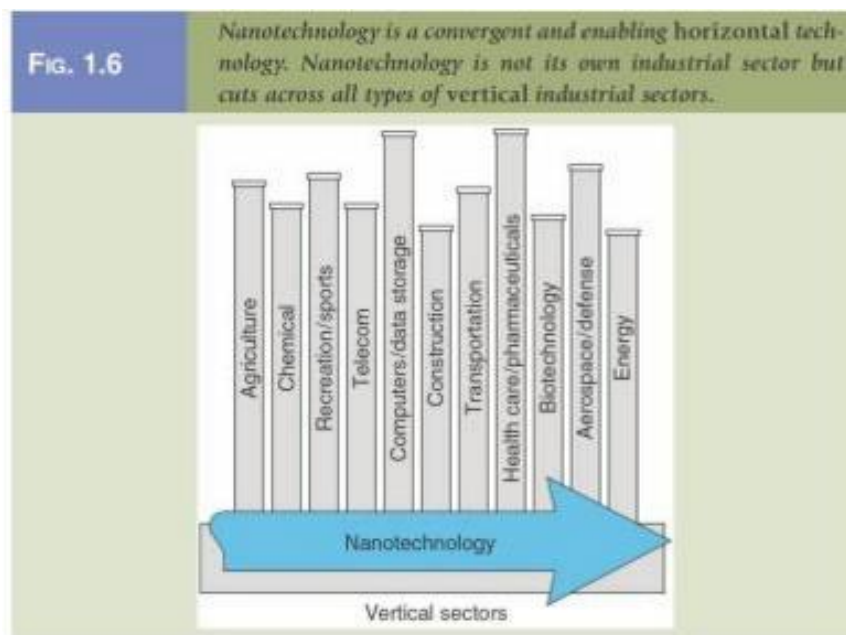 FIG. 1.6
Nanotechnology is a convergent and enabling horizontal tech-
nology. Nanotechnology is not its own industrial sector but
cuts across all types of vertical industrial sectors.
Agriculture
Chemical
Recreation/sports
Telecom
Computers/data storage
Construction
Transportation
Health care/pharmaceuticals
Biotechnology
Aerospace/defense
Energy
Nanotechnology
Vertical sectors